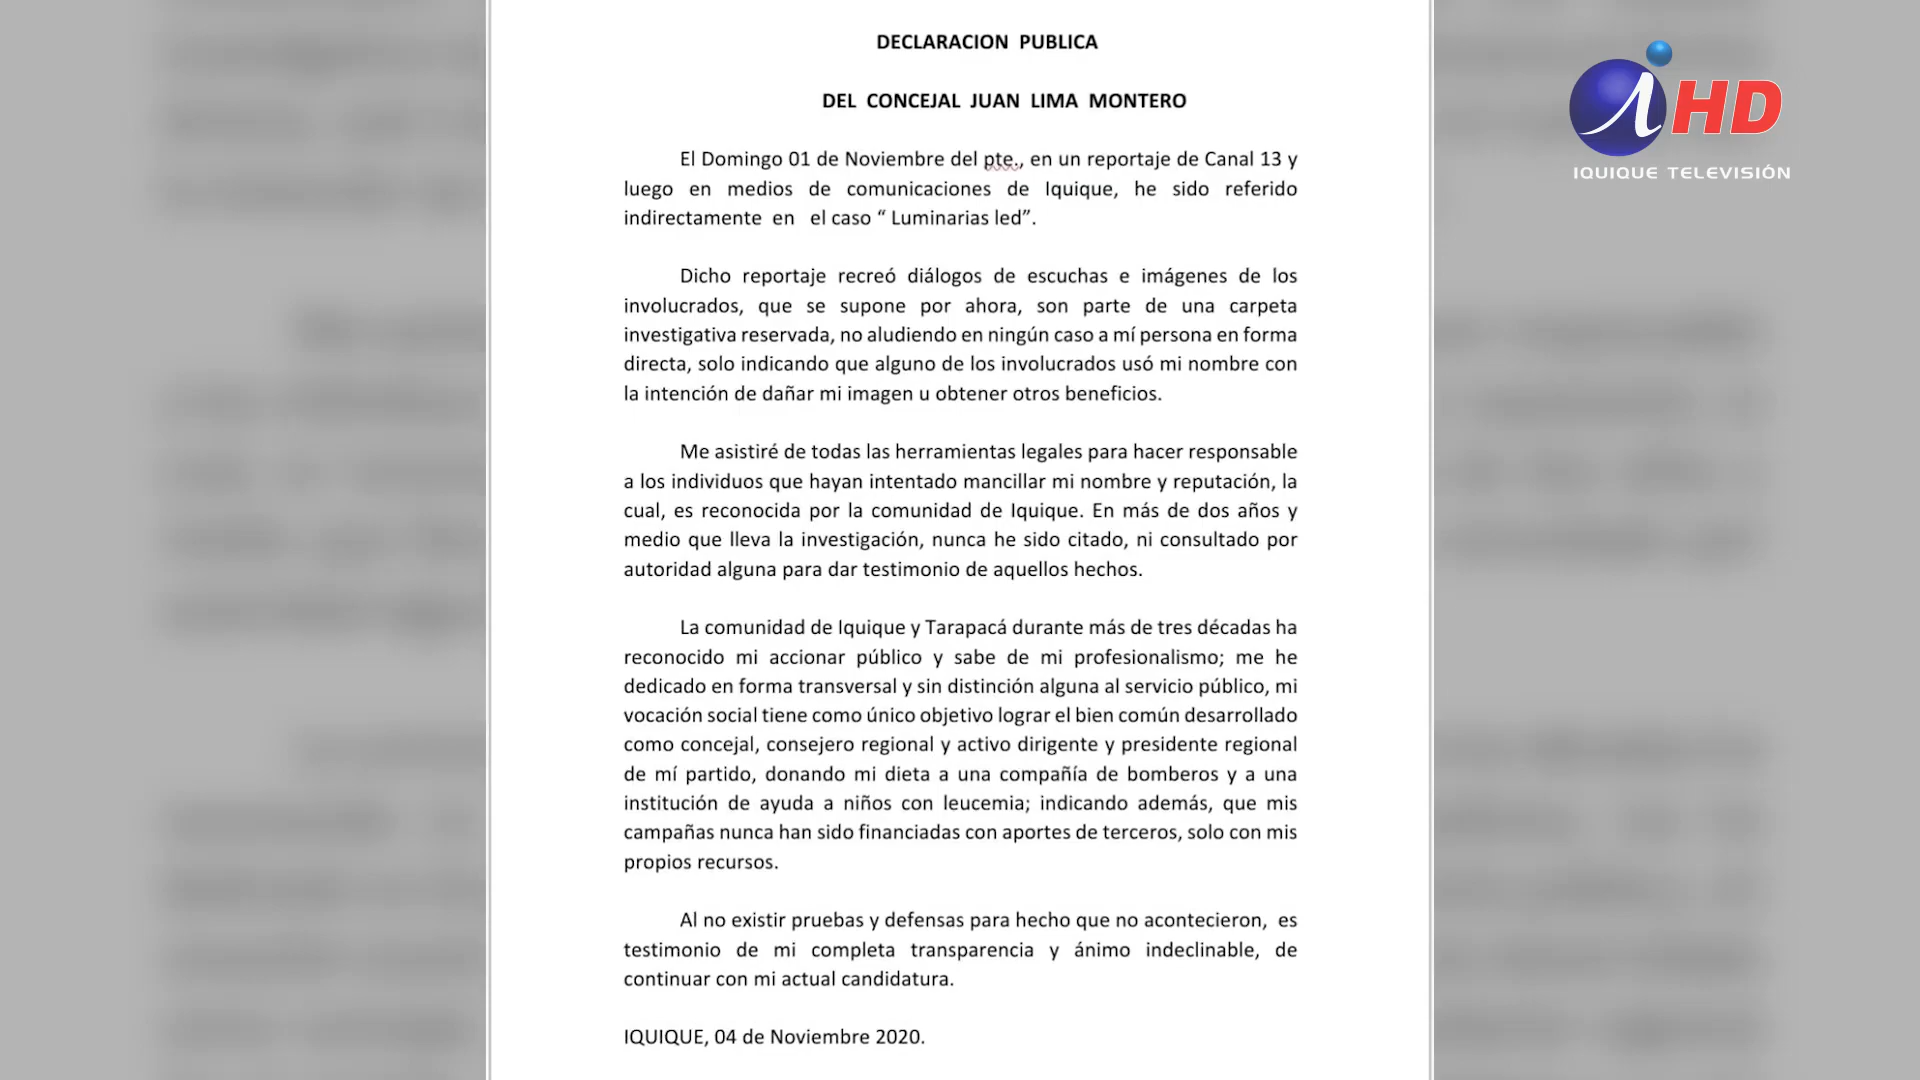 DECLARACION PUBLICA
DEL CONCEJAL JUAN LIMA MONTERO
El Domingo 01 de Noviembre del pte., en un reportaje de Canal 13 y
luego en medios de comunicaciones de Iquique, he sido referido
indirectamente en el caso “ Luminarias led”.
Dicho reportaje recreó diálogos de escuchas e imágenes de los
involucrados, que se supone por ahora, son parte de una carpeta
investigativa reservada, no aludiendo en ningún caso a mí persona en forma
directa, solo indicando que alguno de los involucrados usó mi nombre con
la intención de dañar mi imagen u obtener otros beneficios.
Me asistiré de todas las herramientas legales para hacer responsable
a los individuos que hayan intentado mancillar mi nombre y reputación, la
cual, es reconocida por la comunidad de Iquique. En más de dos años y
medio que lleva la investigación, nunca he sido citado, ni consultado por
autoridad alguna para dar testimonio de aquellos hechos.
La comunidad de Iquique y Tarapacá durante más de tres décadas ha
reconocido mi accionar público y sabe de mi profesionalismo; me he
dedicado en forma transversal y sin distinción alguna al servicio público, mi
vocación social tiene como único objetivo lograr el bien común desarrollado
como concejal, consejero regional y activo dirigente y presidente regional
de mí partido, donando mi dieta a una compañía de bomberos y a una
institución de ayuda a niños con leucemia; indicando además, que mis
campañas nunca han sido financiadas con aportes de terceros, solo con mis
propios recursos.
Al no existir pruebas y defensas para hecho que no acontecieron, es
testimonio de mi completa transparencia y ánimo indeclinable, de
continuar con mi actual candidatura.
IQUIQUE, 04 de Noviembre 2020.
HD
IQUIQUE TELEVISIÓN